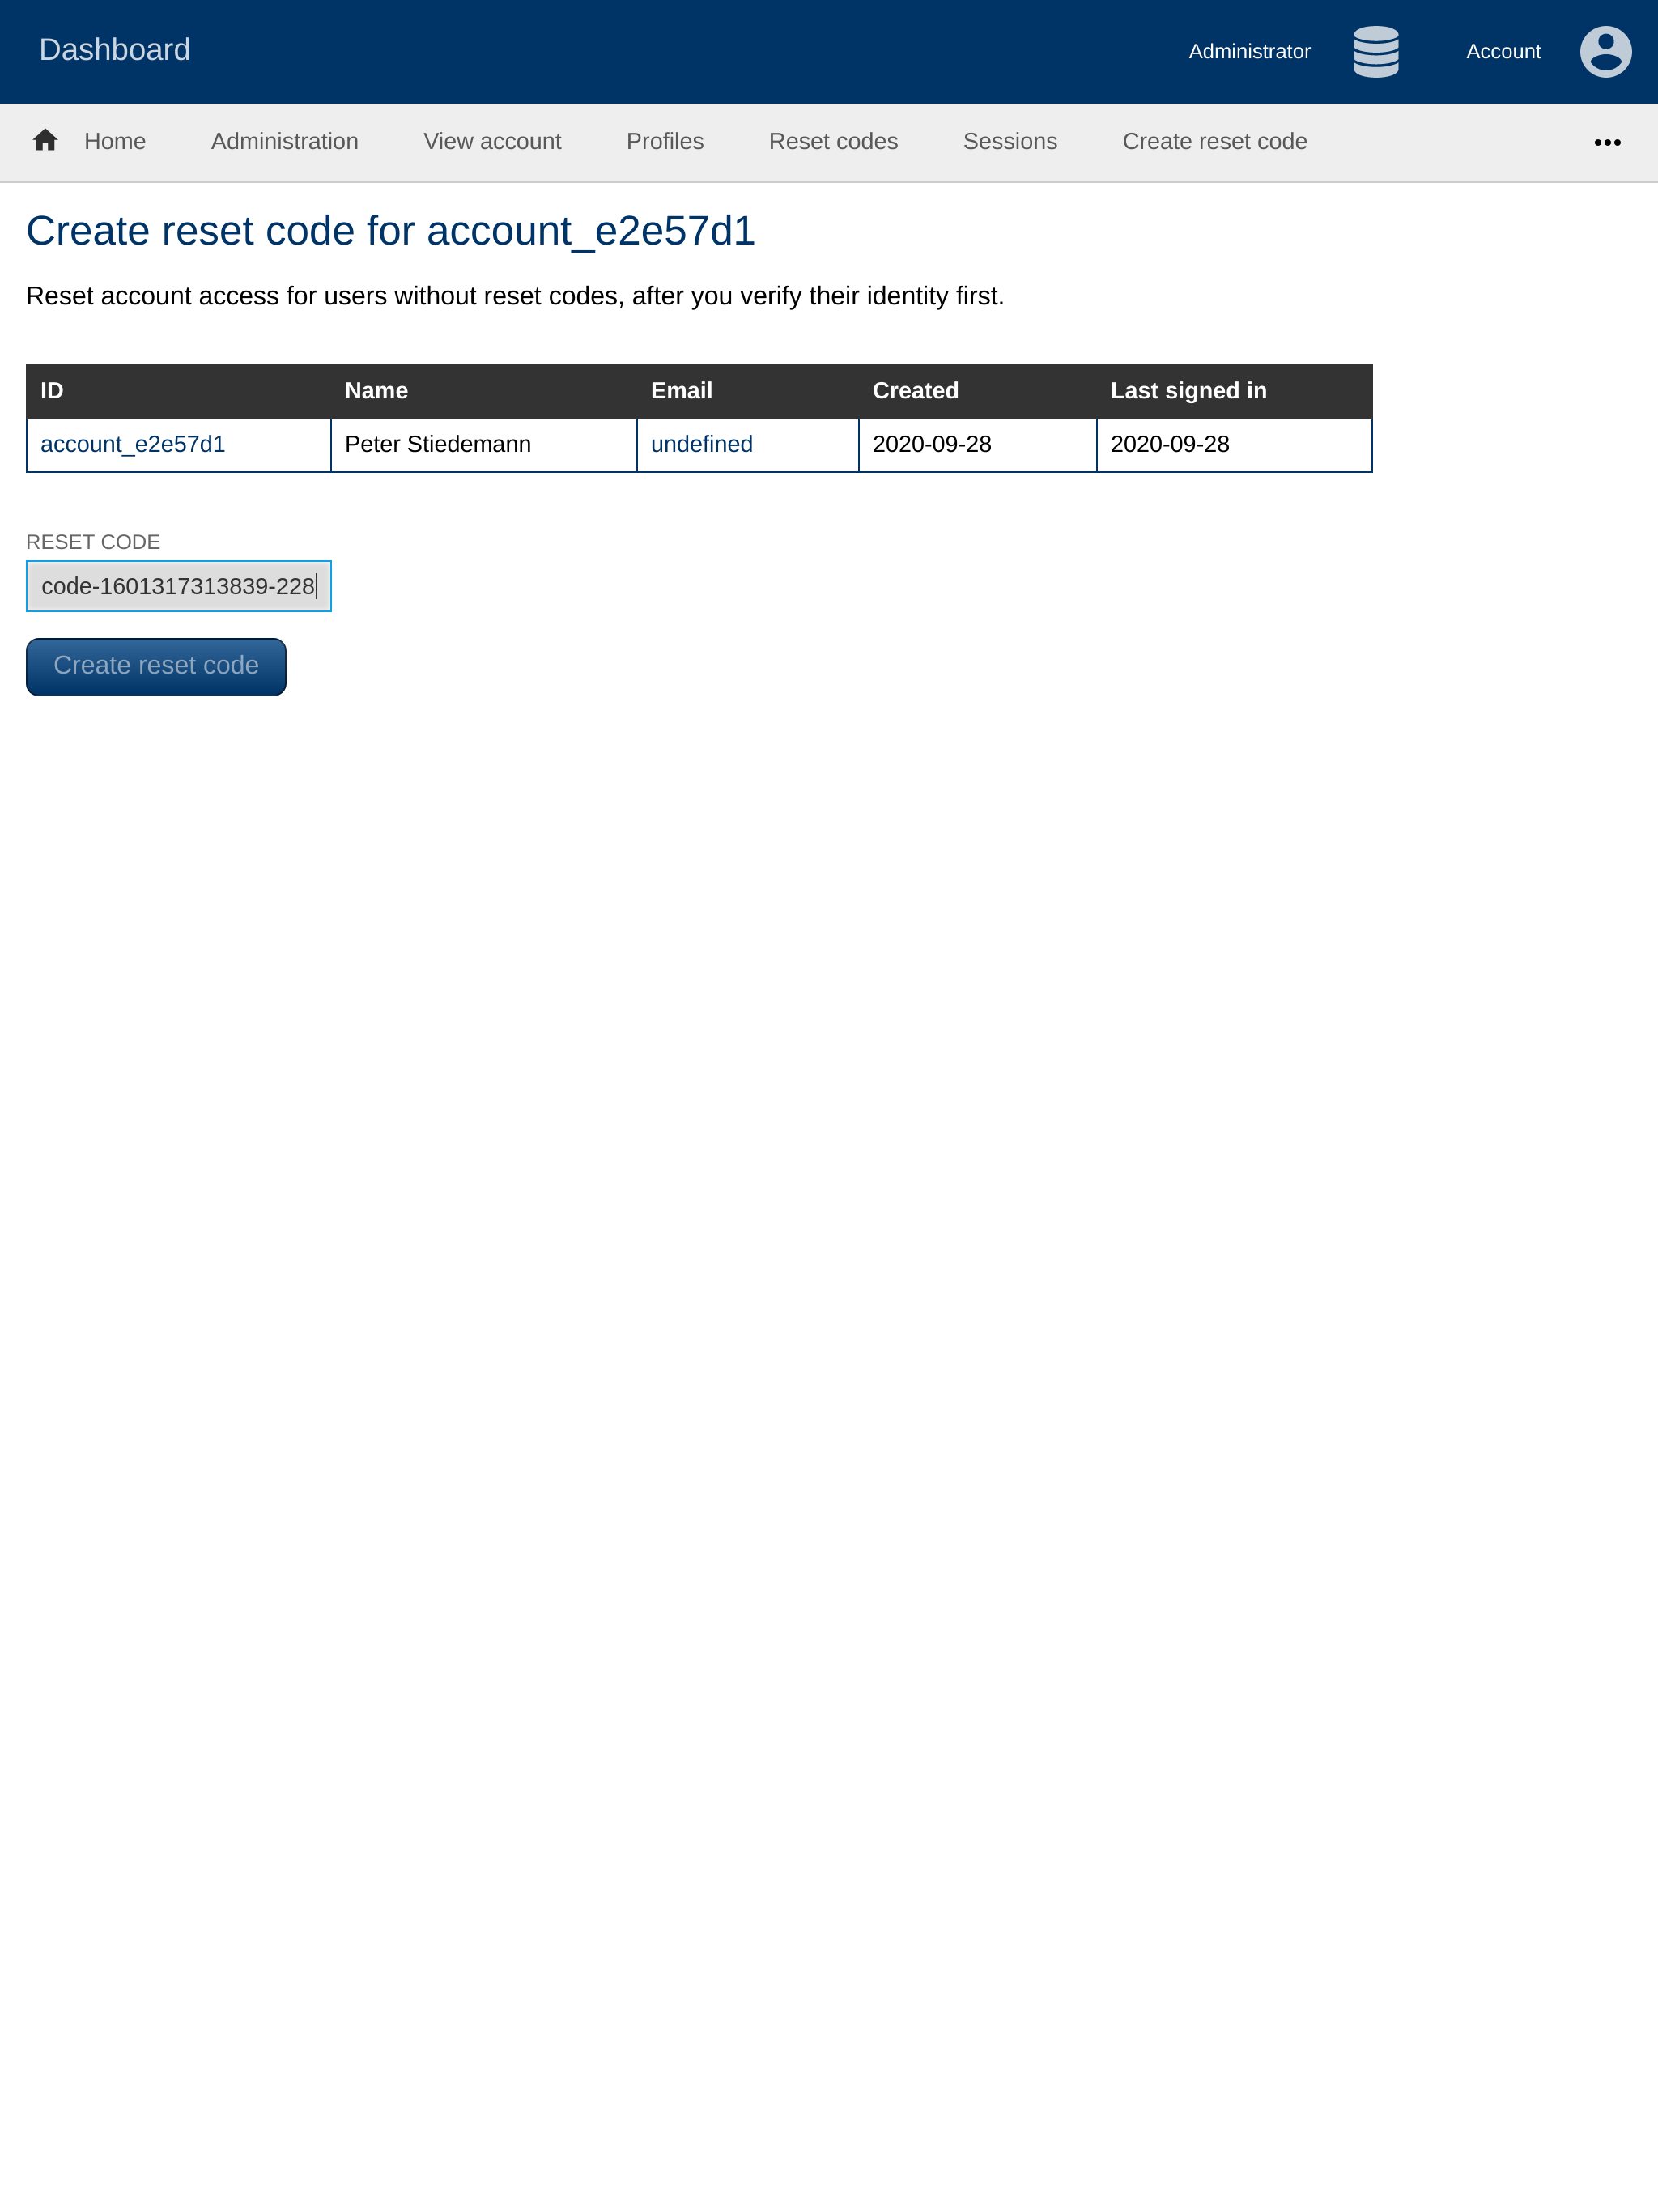 Dashboard Administrator Account
Home Administration View account Profiles Reset codes Sessions Create reset code
Create reset code for account_e2e57d1
Reset account access for users without reset codes, after you verify their identity first.
ID Name Email Created Last signed in
account_e2e57d1 Peter Stiedemann undefined 2020-09-28 2020-09-28
RESET CODE
code-1601317313839-228
Create reset code